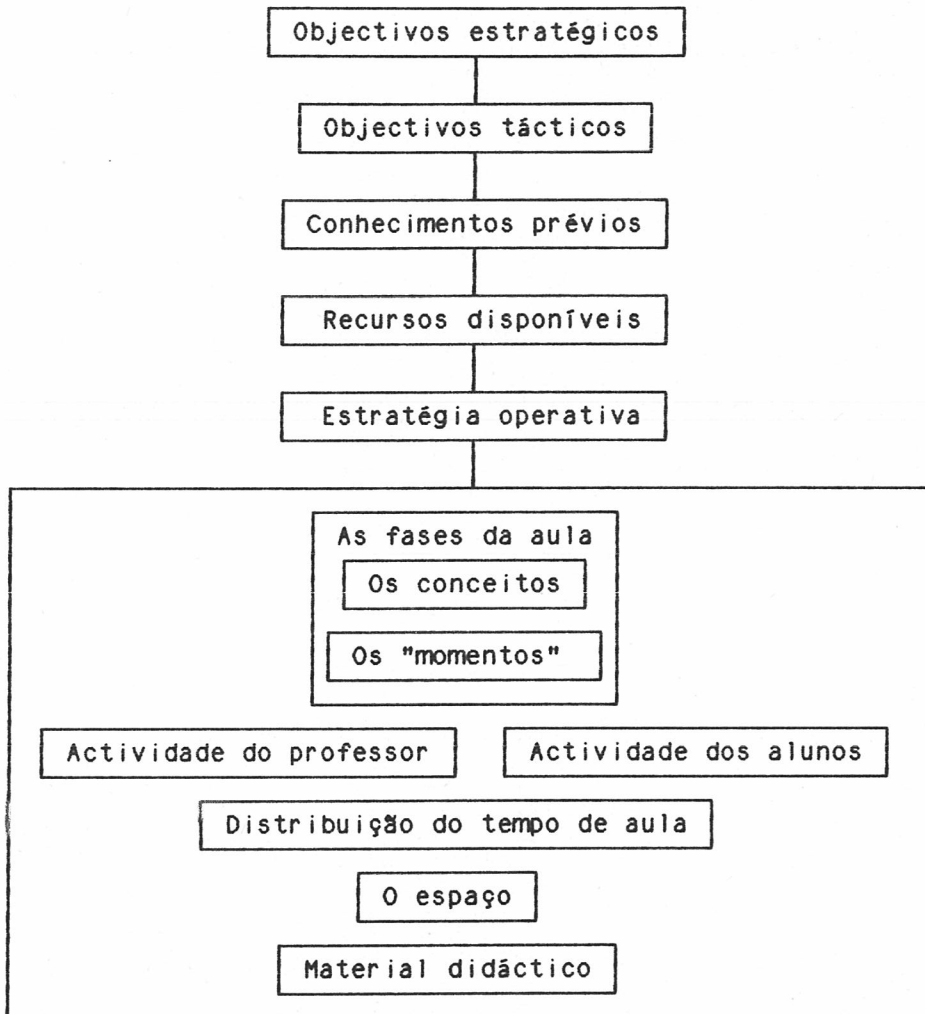 Objectivos estratégicos
Objectivos tácticos
Conhecimentos prévios
Recursos disponíveis
Estratégia operativa
As fases da aula
Os conceitos
Os "momentos"
Actividade do professor
Actividade dos alunos
Distribuição do tempo de aula
O espaço
Material didáctico